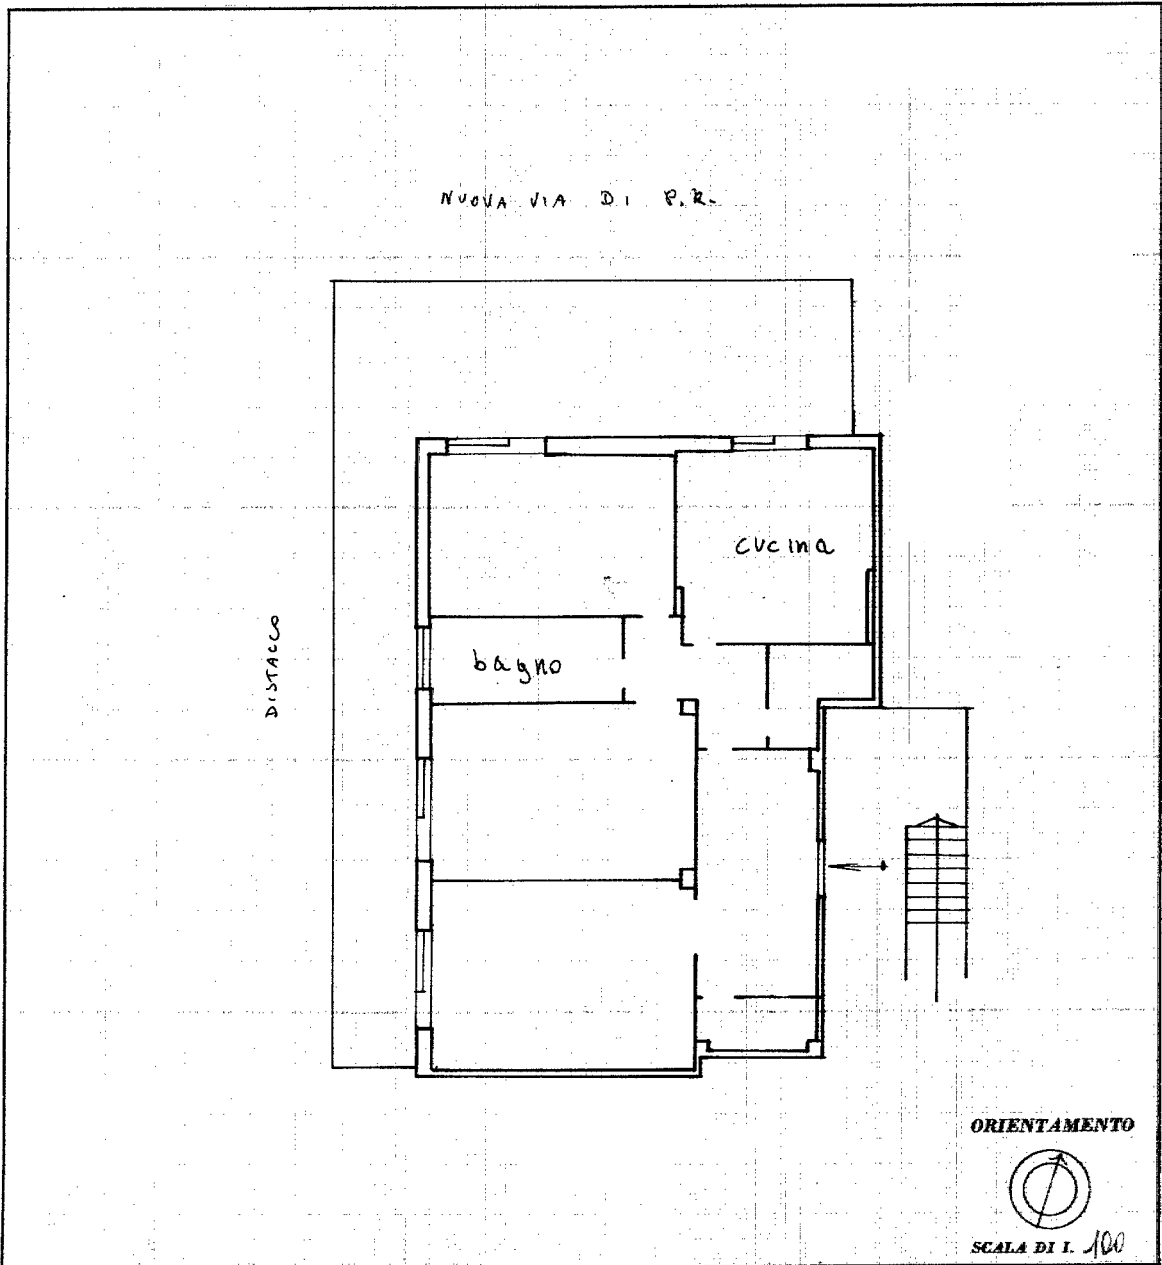 NUOVA VIA DI P.R.
cucina
bagno
DISTACCO
ORIENTAMENTO
SCALA DI 1. 100